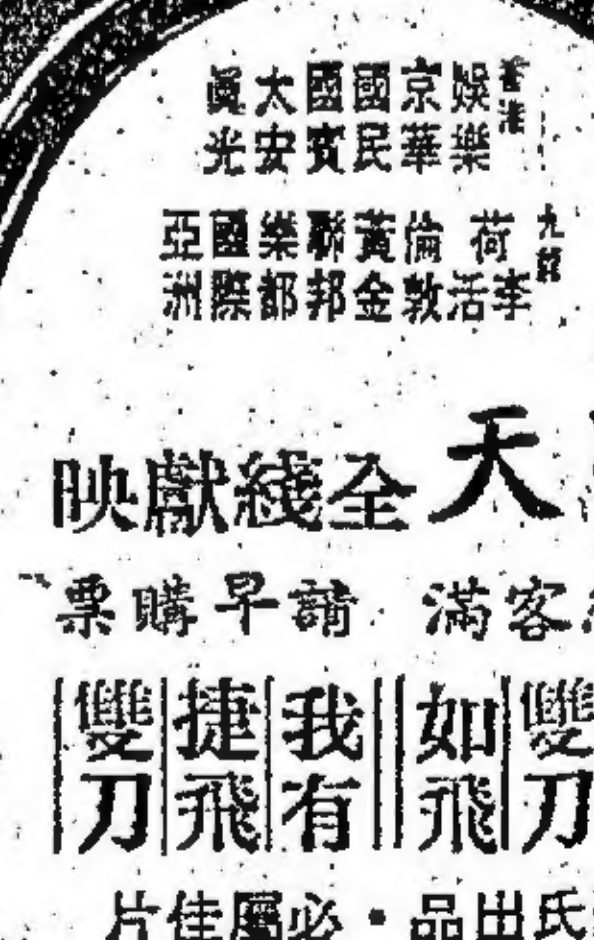 香港
娛樂 京華 國民 國賓 太安 眞光
九龍
荷李活 倫敦 黃金 聯邦 樂都 國際 亞洲
天全綫獻映
客滿 請早購票
雙刀
如飛
我有
捷飛
雙刀
氏出品・必屬佳片